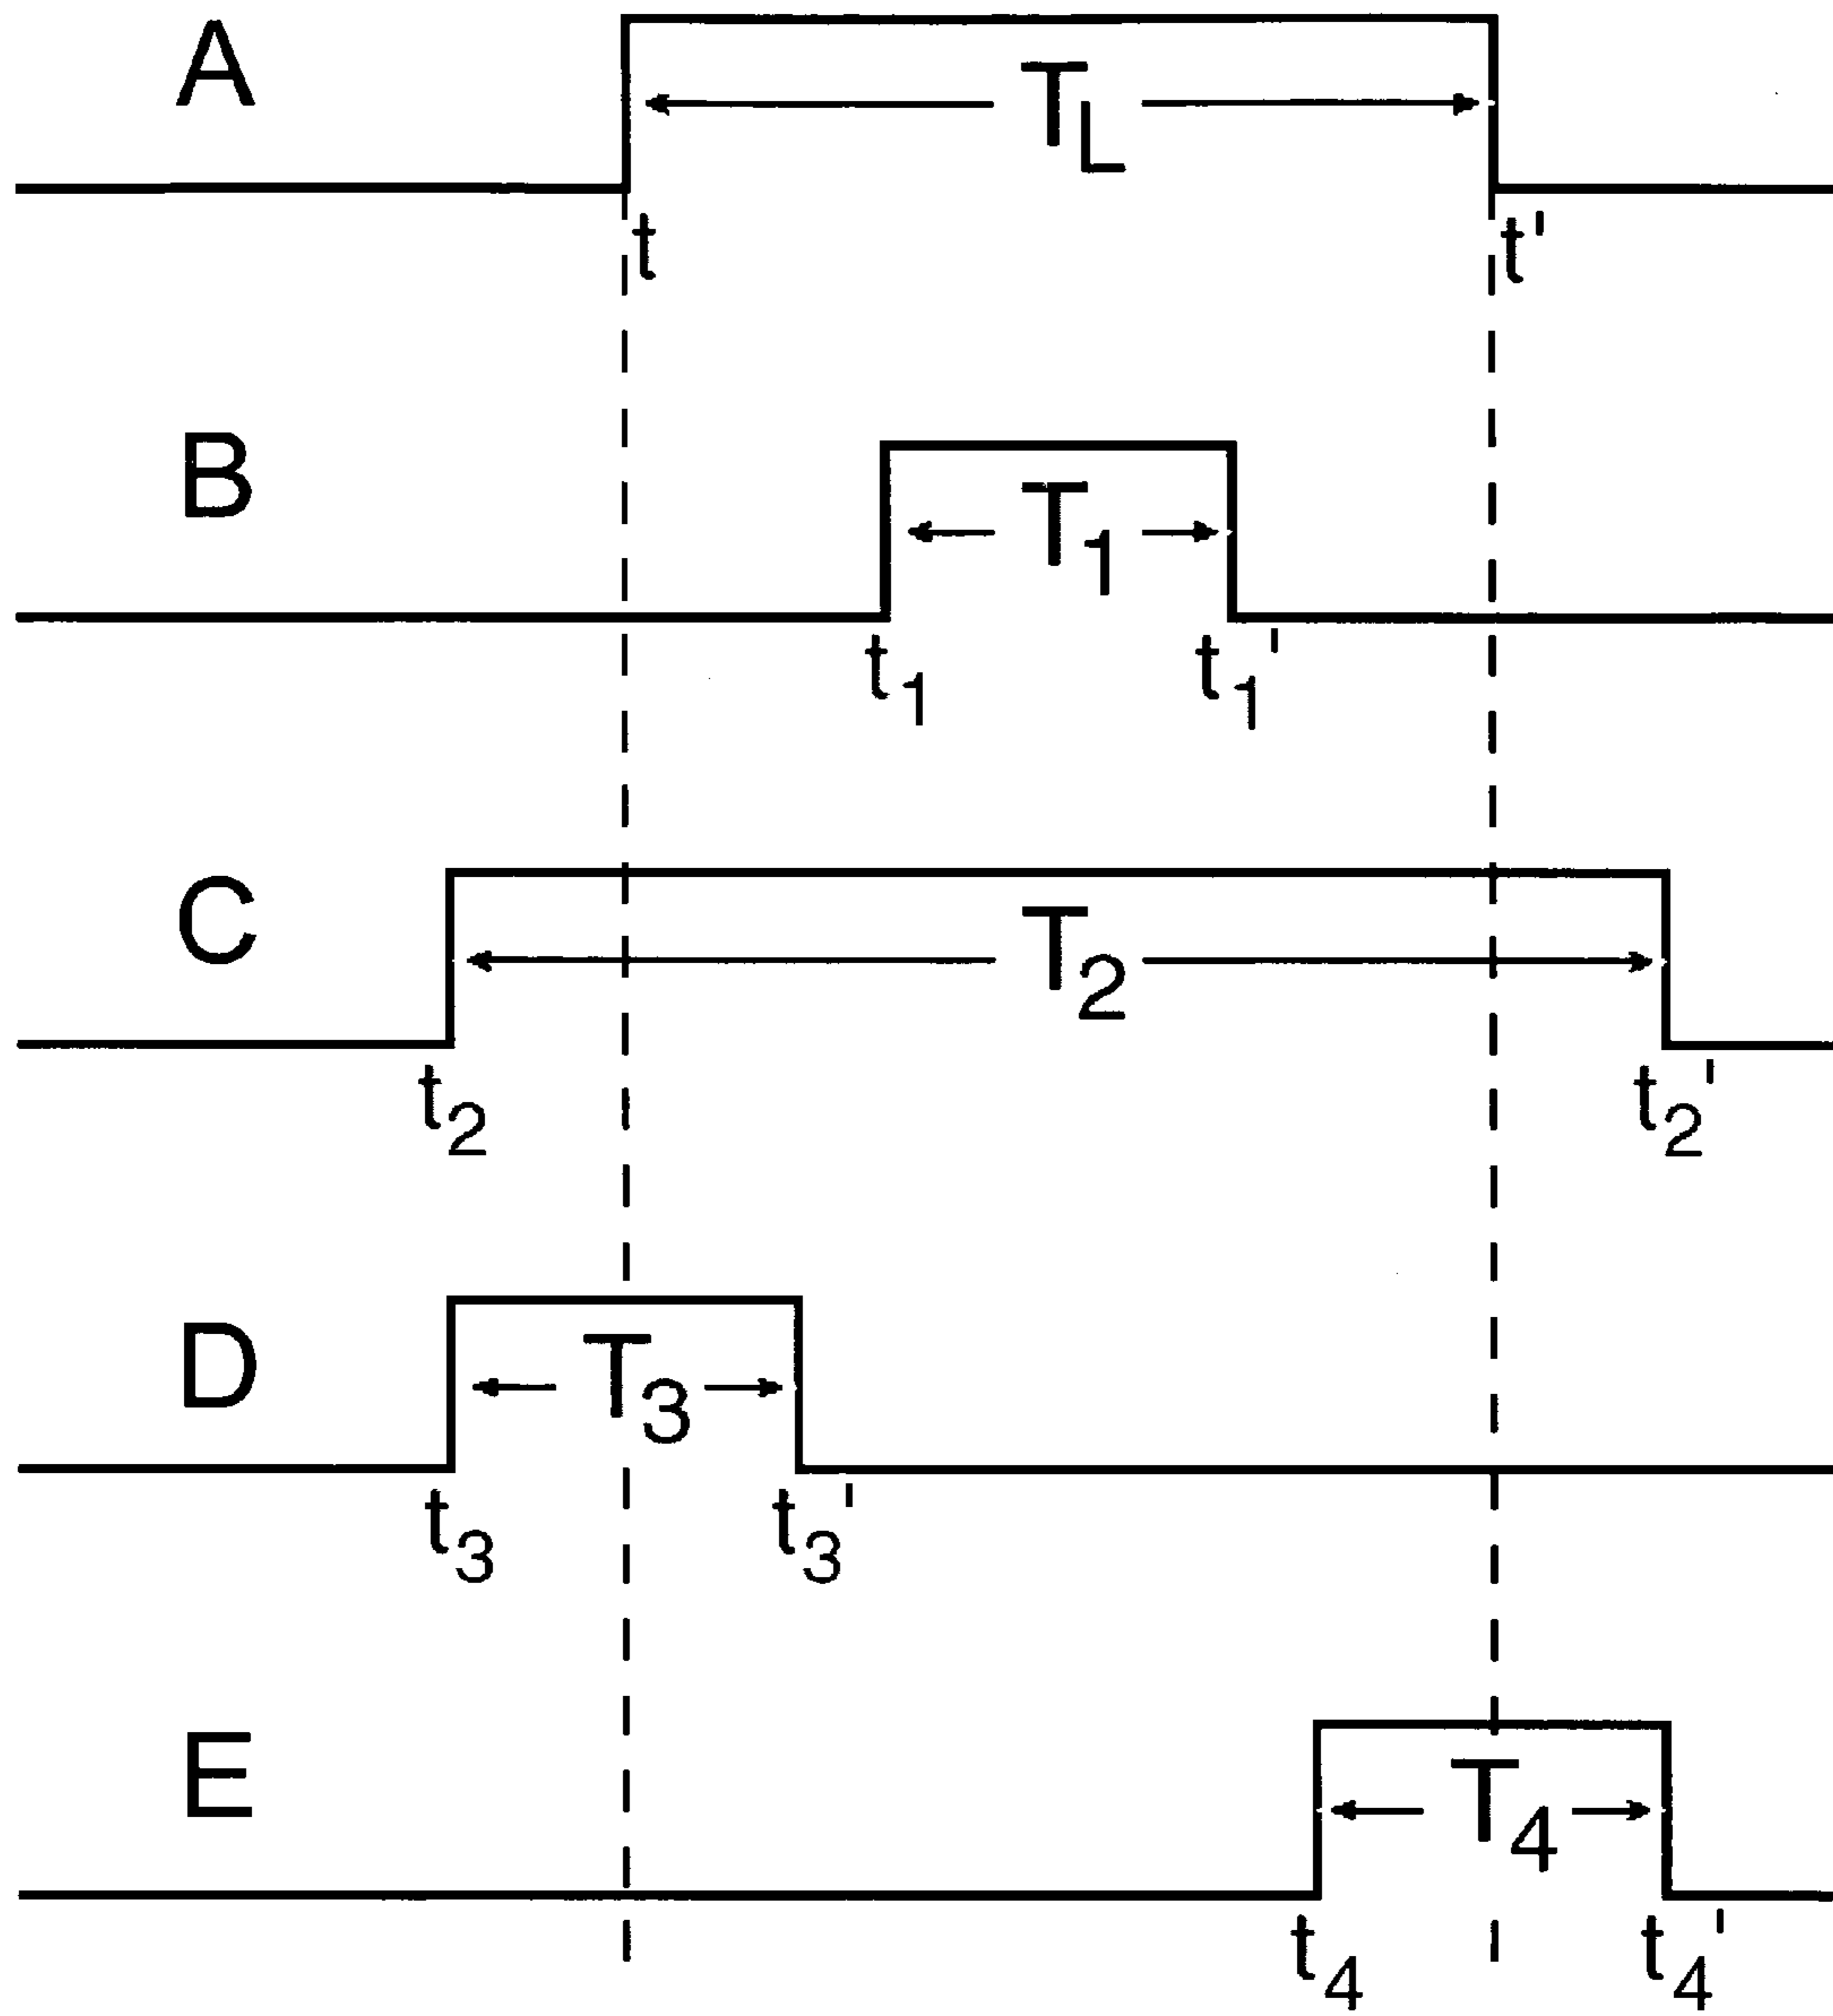 A
T_L
t t'
B
T_1
t_1 t_1'
C
T_2
t_2 t_2'
D
T_3
t_3 t_3'
E
T_4
t_4 t_4'